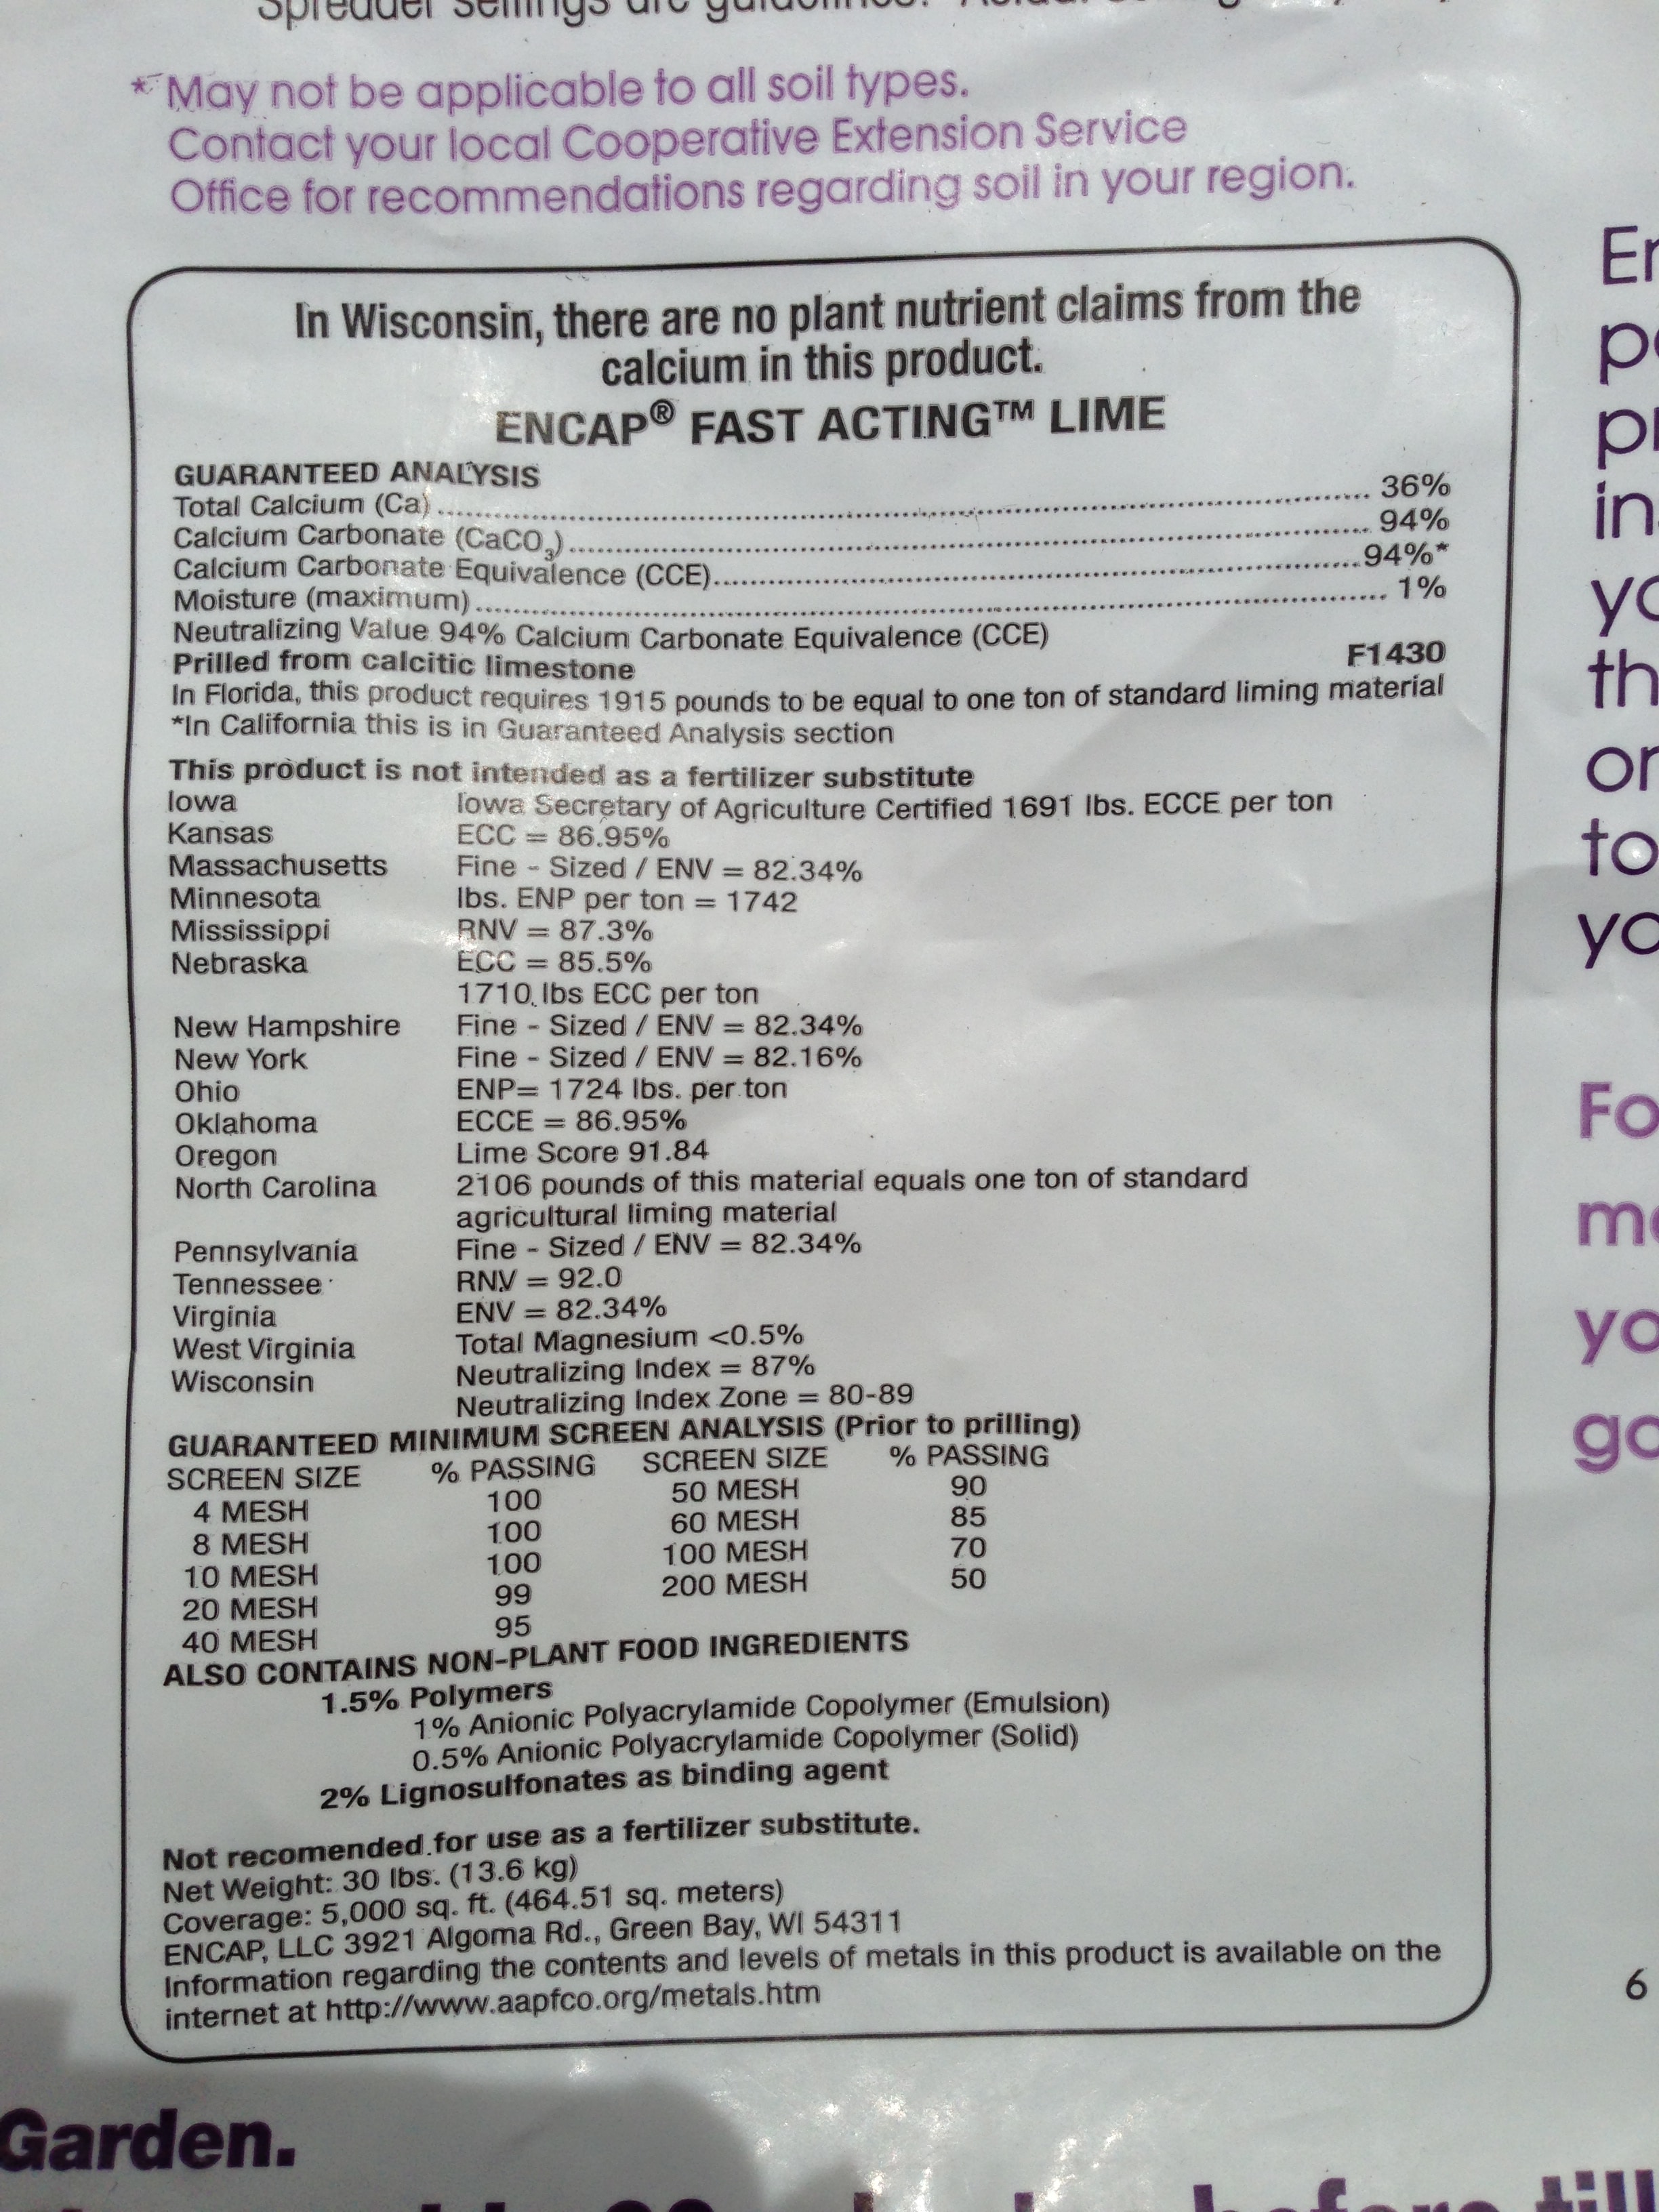 Spreader settings are guidelines.
*May not be applicable to all soil types.
Contact your local Cooperative Extension Service
Office for recommendations regarding soil in your region.
In Wisconsin, there are no plant nutrient claims from the
calcium in this product.
ENCAP® FAST ACTING™ LIME
GUARANTEED ANALYSIS
Total Calcium (Ca) ........ 36%
Calcium Carbonate (CaCO₃) ........ 94%
Calcium Carbonate Equivalence (CCE) ........ 94%*
Moisture (maximum) ........ 1%
Neutralizing Value 94% Calcium Carbonate Equivalence (CCE)
Prilled from calcitic limestone F1430
In Florida, this product requires 1915 pounds to be equal to one ton of standard liming material
*In California this is in Guaranteed Analysis section
This product is not intended as a fertilizer substitute
Iowa Iowa Secretary of Agriculture Certified 1691 lbs. ECCE per ton
Kansas ECC = 86.95%
Massachusetts Fine - Sized / ENV = 82.34%
Minnesota lbs. ENP per ton = 1742
Mississippi RNV = 87.3%
Nebraska ECC = 85.5%
1710 lbs ECC per ton
New Hampshire Fine - Sized / ENV = 82.34%
New York Fine - Sized / ENV = 82.16%
Ohio ENP= 1724 lbs. per ton
Oklahoma ECCE = 86.95%
Oregon Lime Score 91.84
North Carolina 2106 pounds of this material equals one ton of standard
agricultural liming material
Pennsylvania Fine - Sized / ENV = 82.34%
Tennessee RNV = 92.0
Virginia ENV = 82.34%
West Virginia Total Magnesium <0.5%
Wisconsin Neutralizing Index = 87%
Neutralizing Index Zone = 80-89
GUARANTEED MINIMUM SCREEN ANALYSIS (Prior to prilling)
SCREEN SIZE % PASSING SCREEN SIZE % PASSING
4 MESH 100 50 MESH 90
8 MESH 100 60 MESH 85
10 MESH 100 100 MESH 70
20 MESH 99 200 MESH 50
40 MESH 95
ALSO CONTAINS NON-PLANT FOOD INGREDIENTS
1.5% Polymers
1% Anionic Polyacrylamide Copolymer (Emulsion)
0.5% Anionic Polyacrylamide Copolymer (Solid)
2% Lignosulfonates as binding agent
Not recomended for use as a fertilizer substitute.
Net Weight: 30 lbs. (13.6 kg)
Coverage: 5,000 sq. ft. (464.51 sq. meters)
ENCAP, LLC 3921 Algoma Rd., Green Bay, WI 54311
Information regarding the contents and levels of metals in this product is available on the
internet at http://www.aapfco.org/metals.htm
6
Garden.